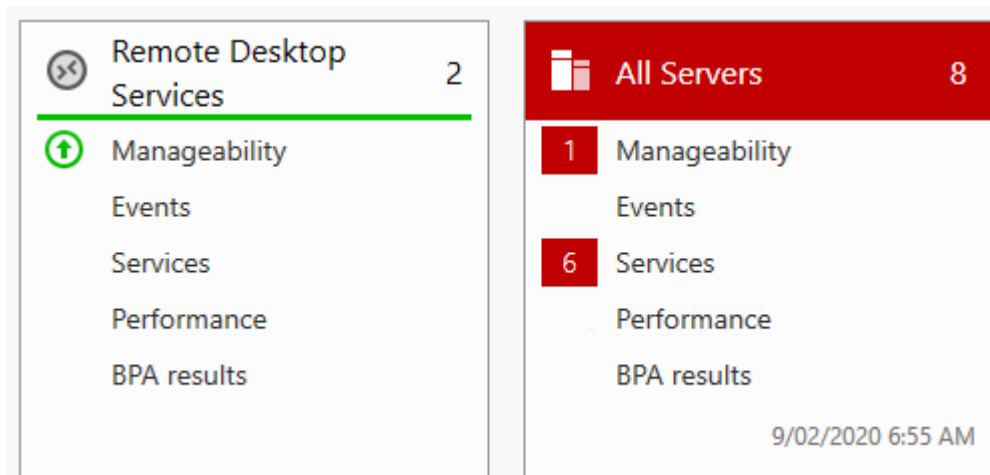 Remote Desktop
Services
2
Manageability
Events
Services
Performance
BPA results
All Servers
8
1 Manageability
Events
6 Services
Performance
BPA results
9/02/2020 6:55 AM